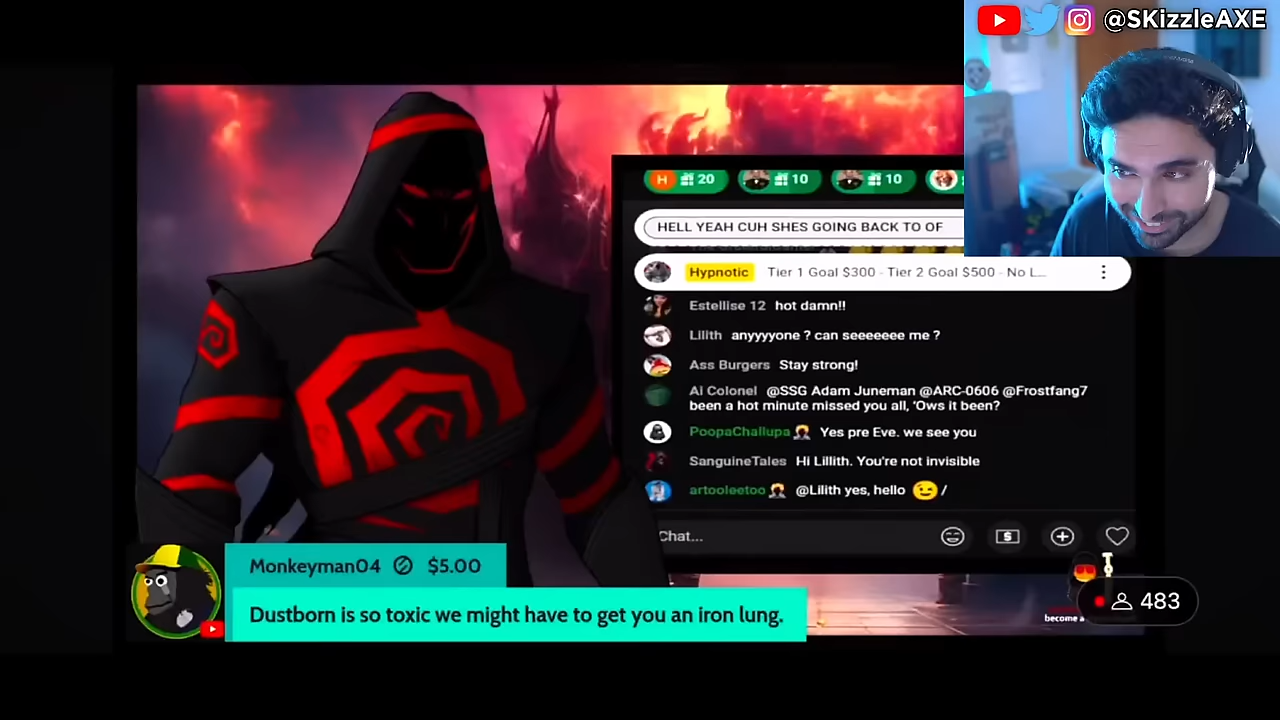 @SKizzleAXE
H 20 10 10
HELL YEAH CUH SHES GOING BACK TO OF
Hypnotic Tier 1 Goal $300 - Tier 2 Goal $500 - No L...
Estellise 12 hot damn!!
Lilith anyyyyone ? can seeeeeee me ?
Ass Burgers Stay strong!
Ai Colonel @SSG Adam Juneman @ARC-0606 @Frostfang7
been a hot minute missed you all, 'Ows it been?
PoopaChallupa Yes pre Eve. we see you
SanguineTales Hi Lillith. You're not invisible
artooleetoo @Lilith yes, hello /
Chat...
Monkeyman04 $5.00
Dustborn is so toxic we might have to get you an iron lung.
483
become a